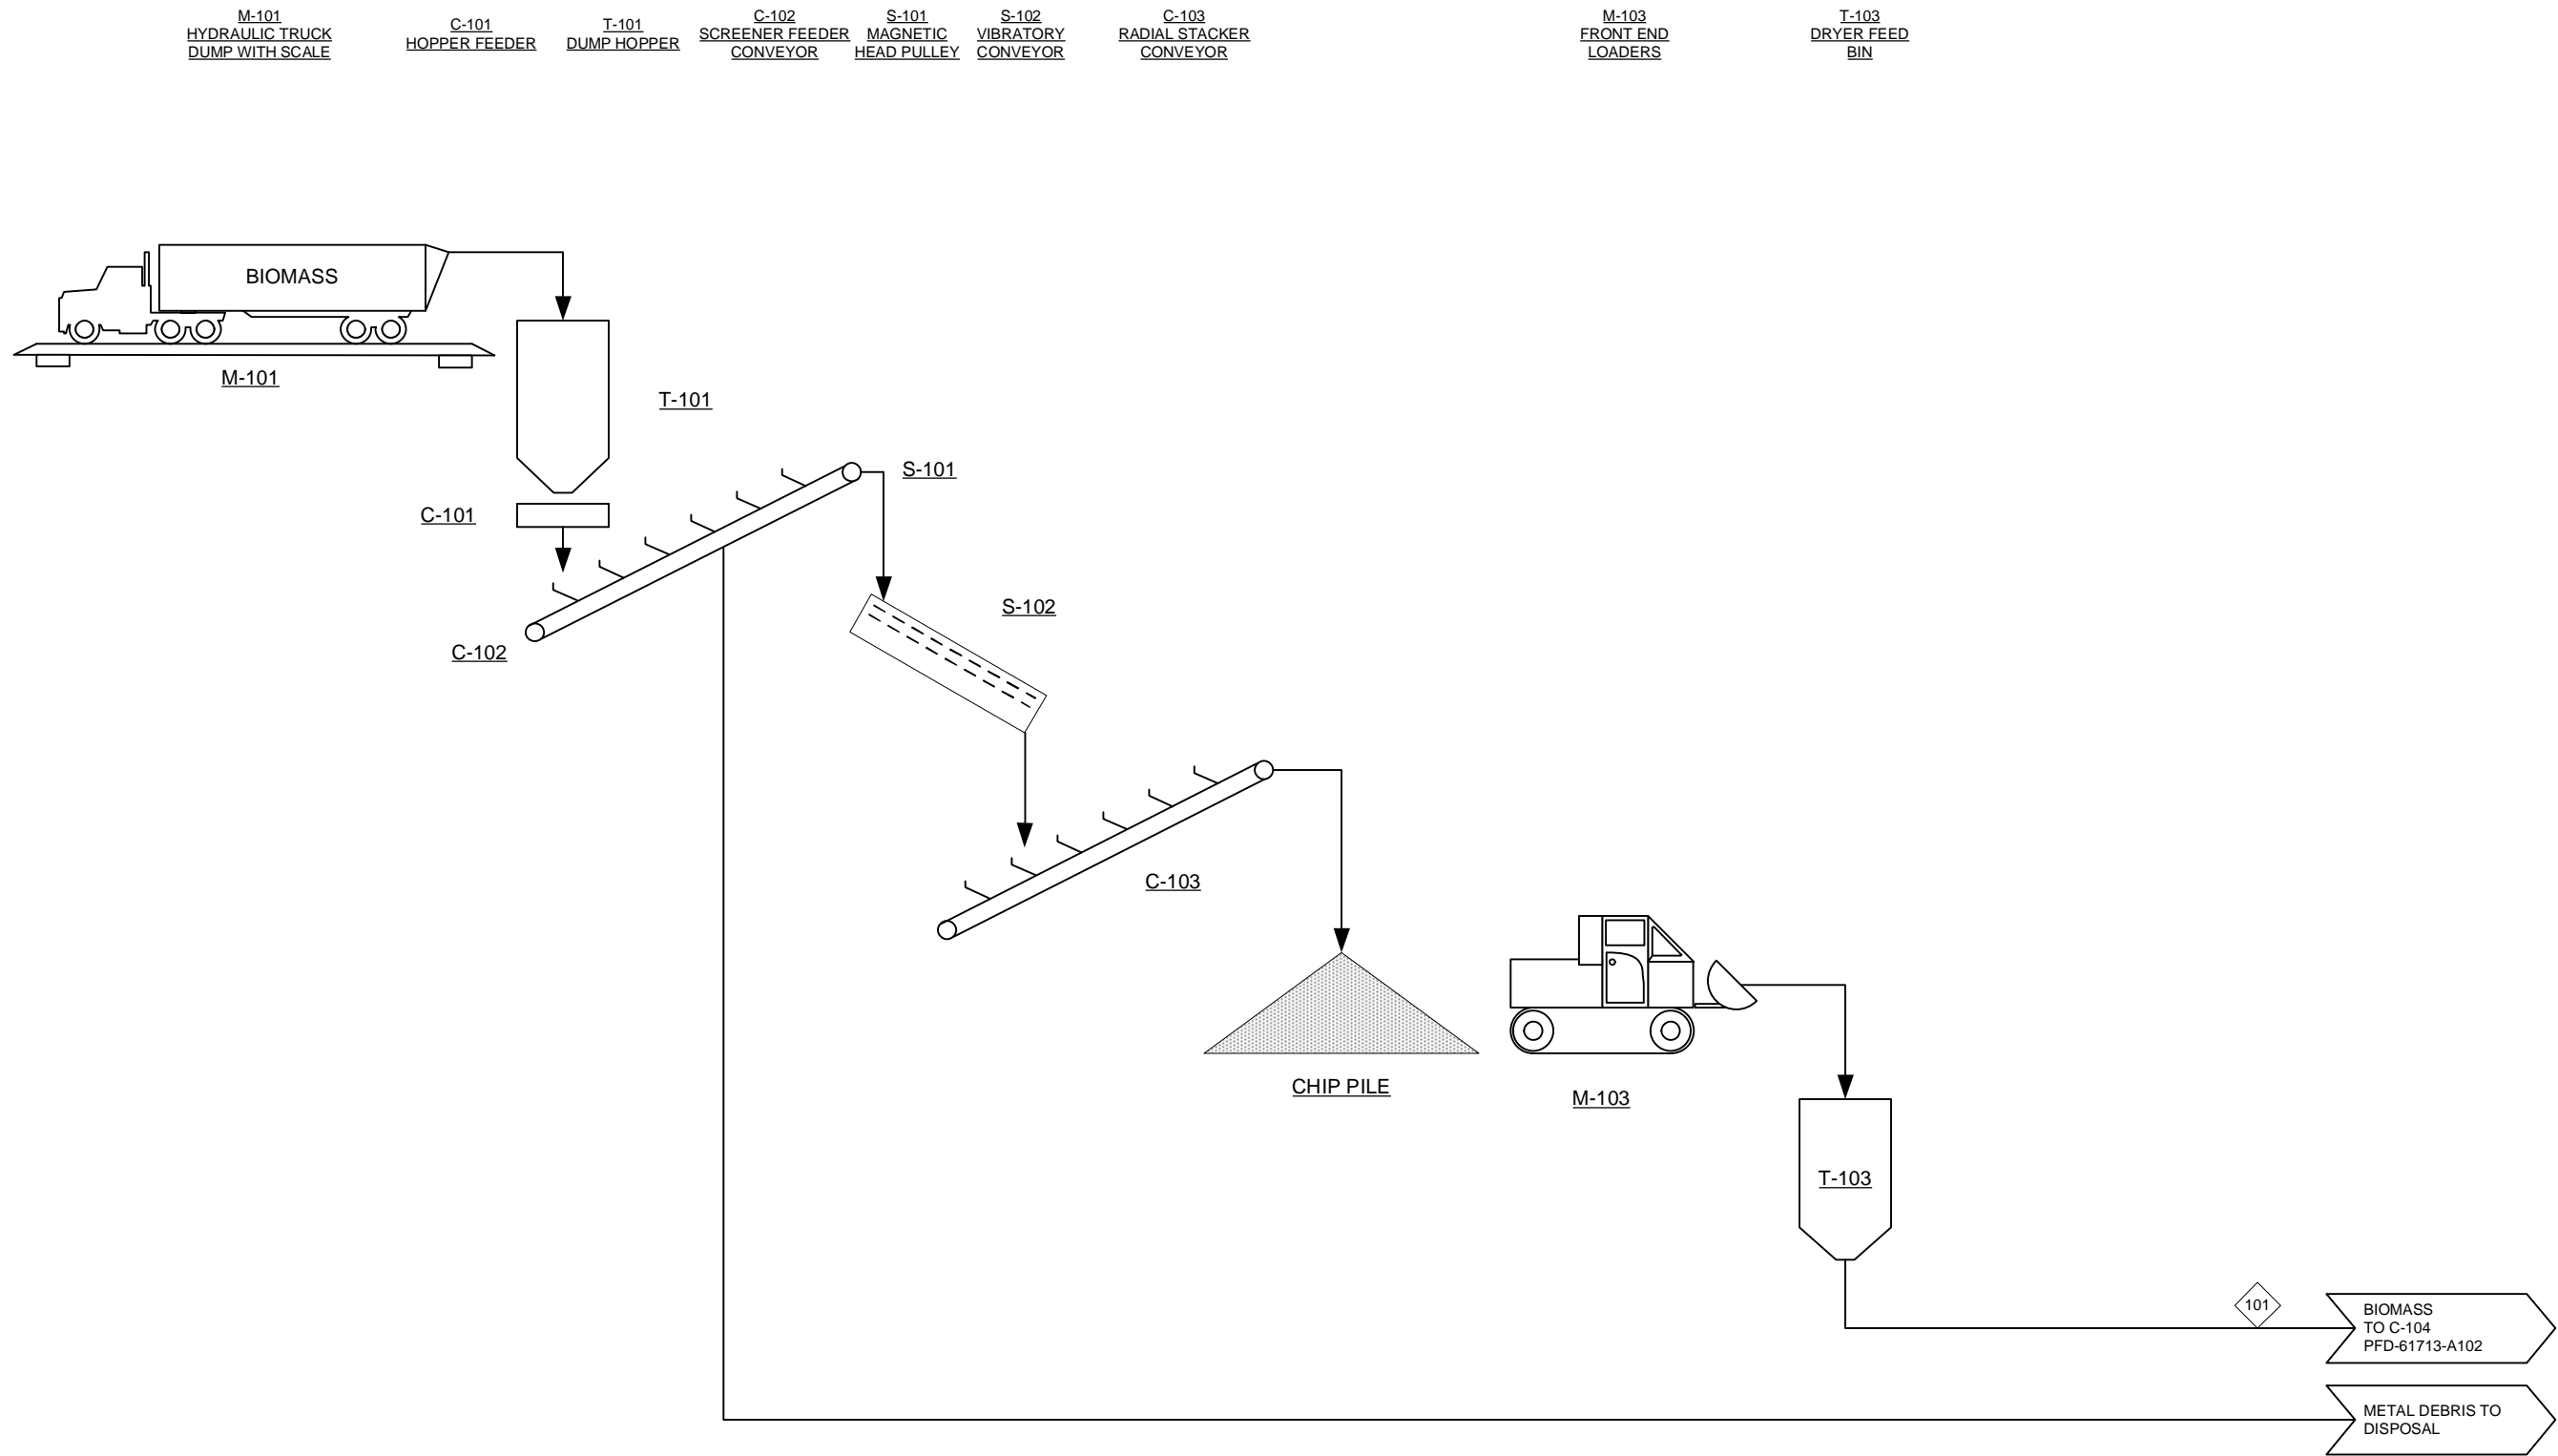 M-101
HYDRAULIC TRUCK
DUMP WITH SCALE
C-101
HOPPER FEEDER
T-101
DUMP HOPPER
C-102
SCREENER FEEDER
CONVEYOR
S-101
MAGNETIC
HEAD PULLEY
S-102
VIBRATORY
CONVEYOR
C-103
RADIAL STACKER
CONVEYOR
M-103
FRONT END
LOADERS
T-103
DRYER FEED
BIN
BIOMASS
M-101
T-101
S-101
C-101
S-102
C-102
C-103
CHIP PILE
M-103
T-103
101
BIOMASS
TO C-104
PFD-61713-A102
METAL DEBRIS TO
DISPOSAL